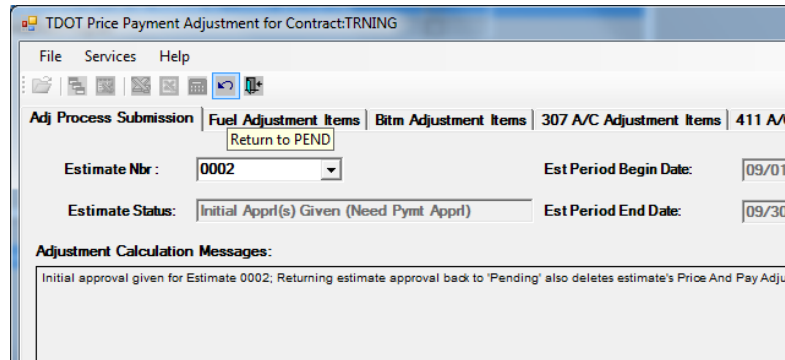 TDOT Price Payment Adjustment for Contract:TRNING
File Services Help
Adj Process Submission Fuel Adjustment Items Bitm Adjustment Items 307 A/C Adjustment Items 411 A/
Return to PEND
Estimate Nbr : 0002 Est Period Begin Date: 09/01
Estimate Status: Initial Apprl(s) Given (Need Pymt Apprl) Est Period End Date: 09/30
Adjustment Calculation Messages:
Initial approval given for Estimate 0002; Returning estimate approval back to 'Pending' also deletes estimate's Price And Pay Adju